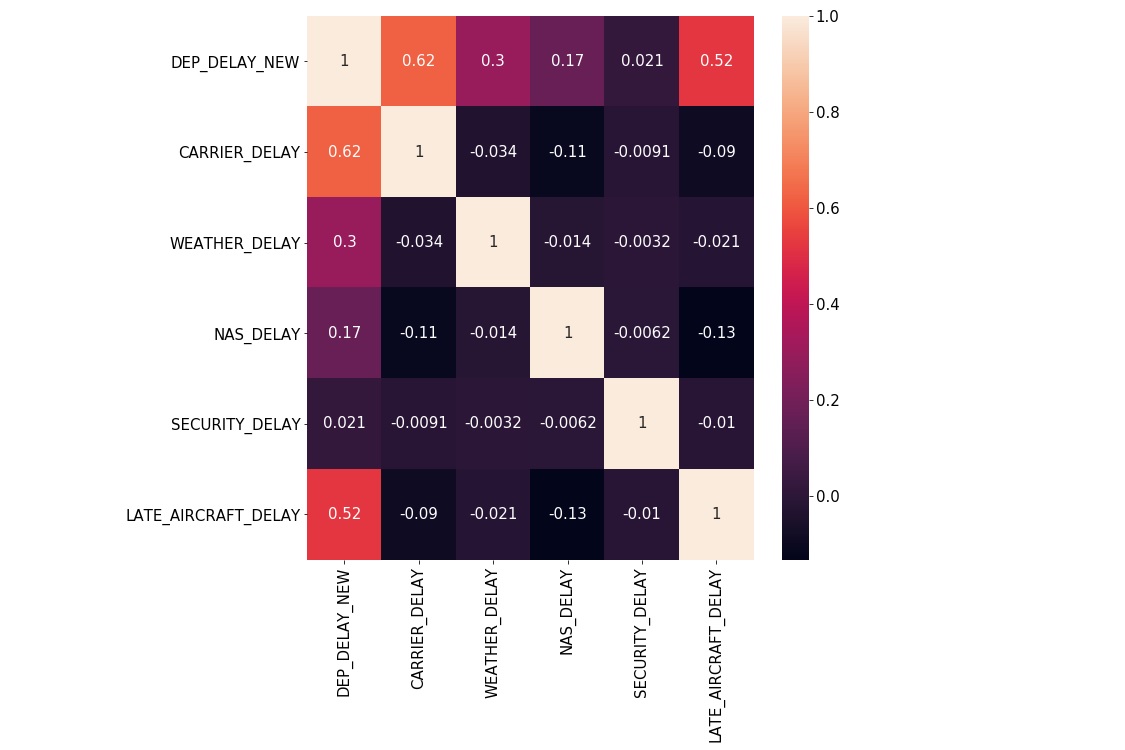 DEP_DELAY_NEW 1 0.62 0.3 0.17 0.021 0.52
CARRIER_DELAY 0.62 1 -0.034 -0.11 -0.0091 -0.09
WEATHER_DELAY 0.3 -0.034 1 -0.014 -0.0032 -0.021
NAS_DELAY 0.17 -0.11 -0.014 1 -0.0062 -0.13
SECURITY_DELAY 0.021 -0.0091 -0.0032 -0.0062 1 -0.01
LATE_AIRCRAFT_DELAY 0.52 -0.09 -0.021 -0.13 -0.01 1
DEP_DELAY_NEW
CARRIER_DELAY
WEATHER_DELAY
NAS_DELAY
SECURITY_DELAY
LATE_AIRCRAFT_DELAY
1.0
0.8
0.6
0.4
0.2
0.0